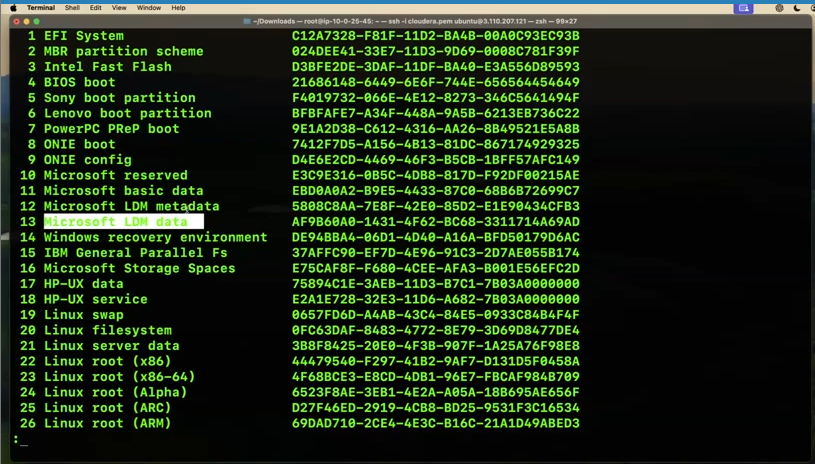 Terminal Shell Edit View Window Help
~/Downloads — root@ip-10-0-25-45: ~ — ssh -i cloudera.pem ubuntu@3.110.207.121 — zsh — 99×27
1 EFI System C12A7328-F81F-11D2-BA4B-00A0C93EC93B
2 MBR partition scheme 024DEE41-33E7-11D3-9D69-0008C781F39F
3 Intel Fast Flash D3BFE2DE-3DAF-11DF-BA40-E3A556D89593
4 BIOS boot 21686148-6449-6E6F-744E-656564454649
5 Sony boot partition F4019732-066E-4E12-8273-346C5641494F
6 Lenovo boot partition BFBFAFE7-A34F-448A-9A5B-6213EB736C22
7 PowerPC PReP boot 9E1A2D38-C612-4316-AA26-8B49521E5A8B
8 ONIE boot 7412F7D5-A156-4B13-81DC-867174929325
9 ONIE config D4E6E2CD-4469-46F3-B5CB-1BFF57AFC149
10 Microsoft reserved E3C9E316-0B5C-4DB8-817D-F92DF00215AE
11 Microsoft basic data EBD0A0A2-B9E5-4433-87C0-68B6B72699C7
12 Microsoft LDM metadata 5808C8AA-7E8F-42E0-85D2-E1E90434CFB3
13 Microsoft LDM data AF9B60A0-1431-4F62-BC68-3311714A69AD
14 Windows recovery environment DE94BBA4-06D1-4D40-A16A-BFD50179D6AC
15 IBM General Parallel Fs 37AFFC90-EF7D-4E96-91C3-2D7AE055B174
16 Microsoft Storage Spaces E75CAF8F-F680-4CEE-AFA3-B001E56EFC2D
17 HP-UX data 75894C1E-3AEB-11D3-B7C1-7B03A0000000
18 HP-UX service E2A1E728-32E3-11D6-A682-7B03A0000000
19 Linux swap 0657FD6D-A4AB-43C4-84E5-0933C84B4F4F
20 Linux filesystem 0FC63DAF-8483-4772-8E79-3D69D8477DE4
21 Linux server data 3B8F8425-20E0-4F3B-907F-1A25A76F98E8
22 Linux root (x86) 44479540-F297-41B2-9AF7-D131D5F0458A
23 Linux root (x86-64) 4F68BCE3-E8CD-4DB1-96E7-FBCAF984B709
24 Linux root (Alpha) 6523F8AE-3EB1-4E2A-A05A-18B695AE656F
25 Linux root (ARC) D27F46ED-2919-4CB8-BD25-9531F3C16534
26 Linux root (ARM) 69DAD710-2CE4-4E3C-B16C-21A1D49ABED3
:_